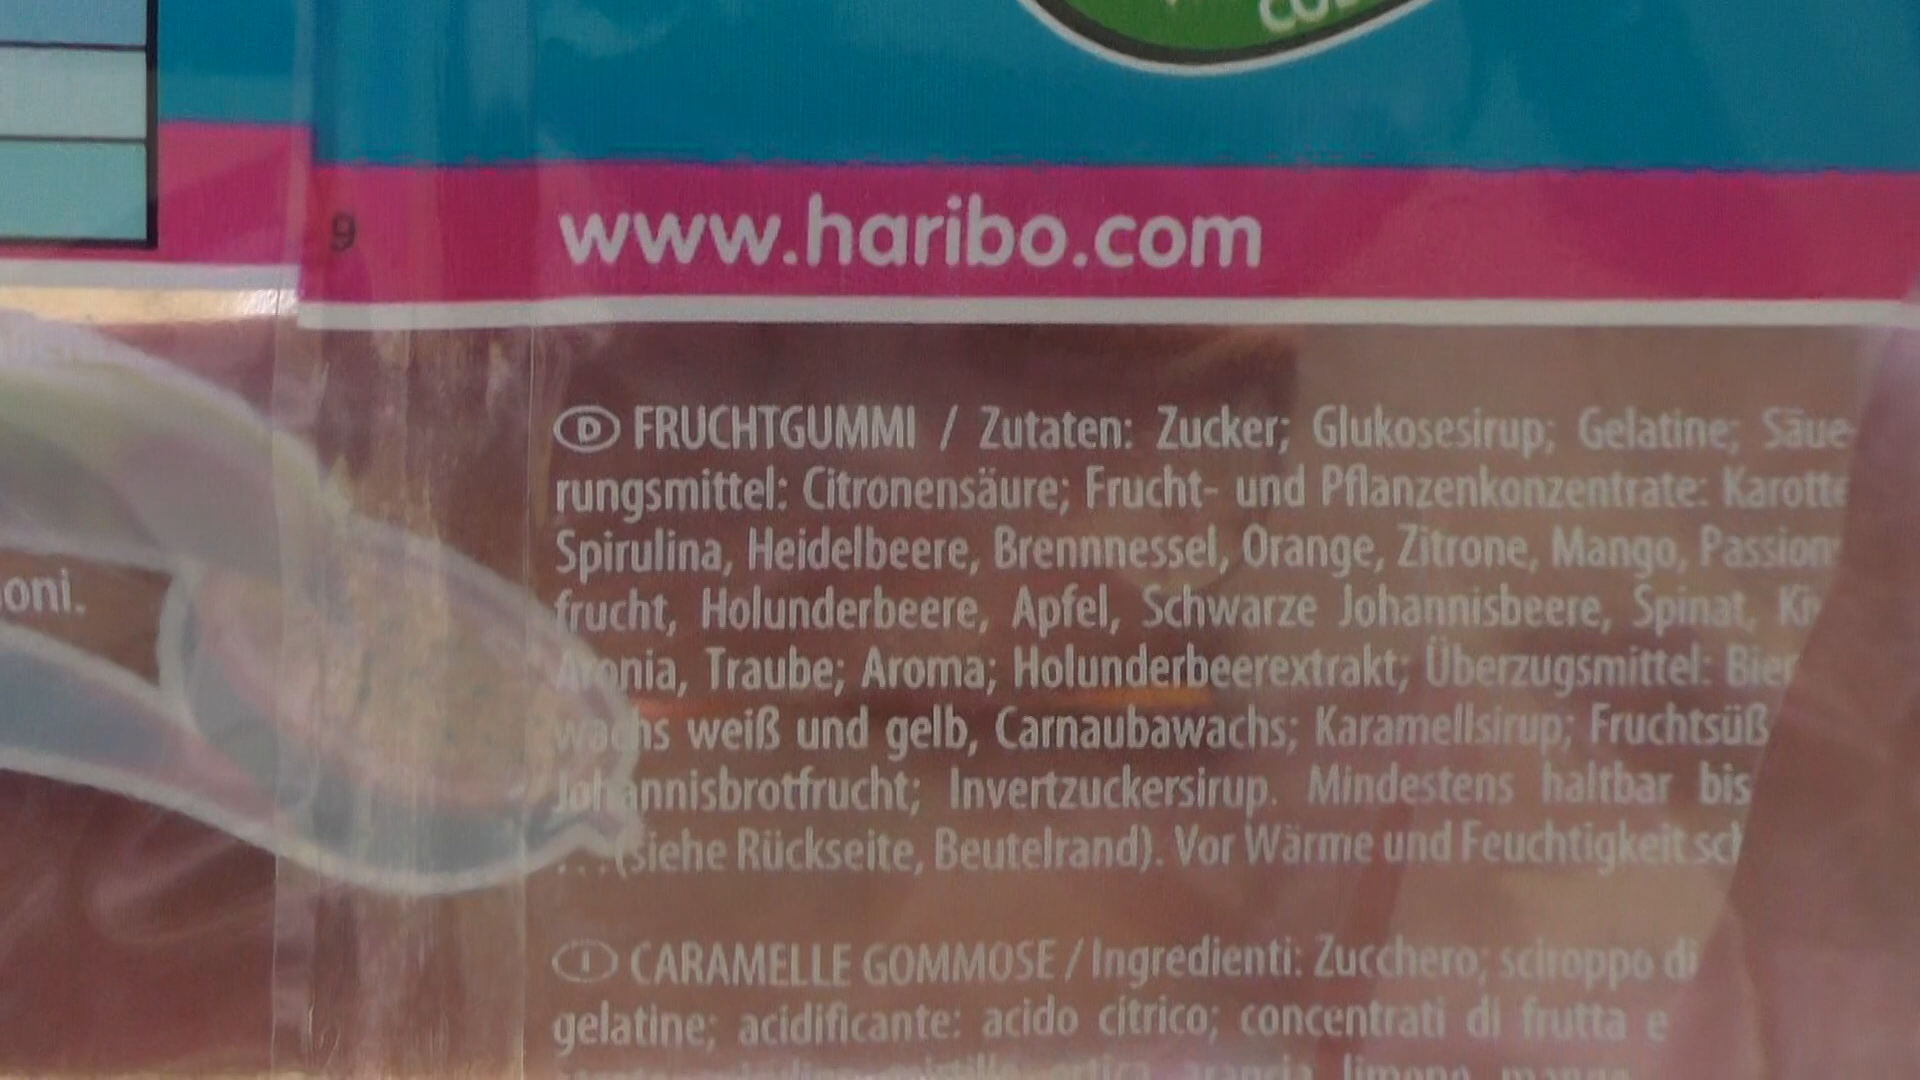 www.haribo.com
9
oni.
D FRUCHTGUMMI / Zutaten: Zucker; Glukosesirup; Gelatine; Säue-
rungsmittel: Citronensäure; Frucht- und Pflanzenkonzentrate: Karotte
Spirulina, Heidelbeere, Brennnessel, Orange, Zitrone, Mango, Passions
frucht, Holunderbeere, Apfel, Schwarze Johannisbeere, Spinat,
Aronia, Traube; Aroma; Holunderbeerextrakt; Überzugsmittel: Bien
wachs weiß und gelb, Carnaubawachs; Karamellsirup; Fruchtsüß
Johannisbrotfrucht; Invertzuckersirup. Mindestens haltbar bis
...(siehe Rückseite, Beutelrand). Vor Wärme und Feuchtigkeit sch
I CARAMELLE GOMMOSE / Ingredienti: Zucchero; sciroppo di
gelatine; acidificante: acido citrico; concentrati di frutta e